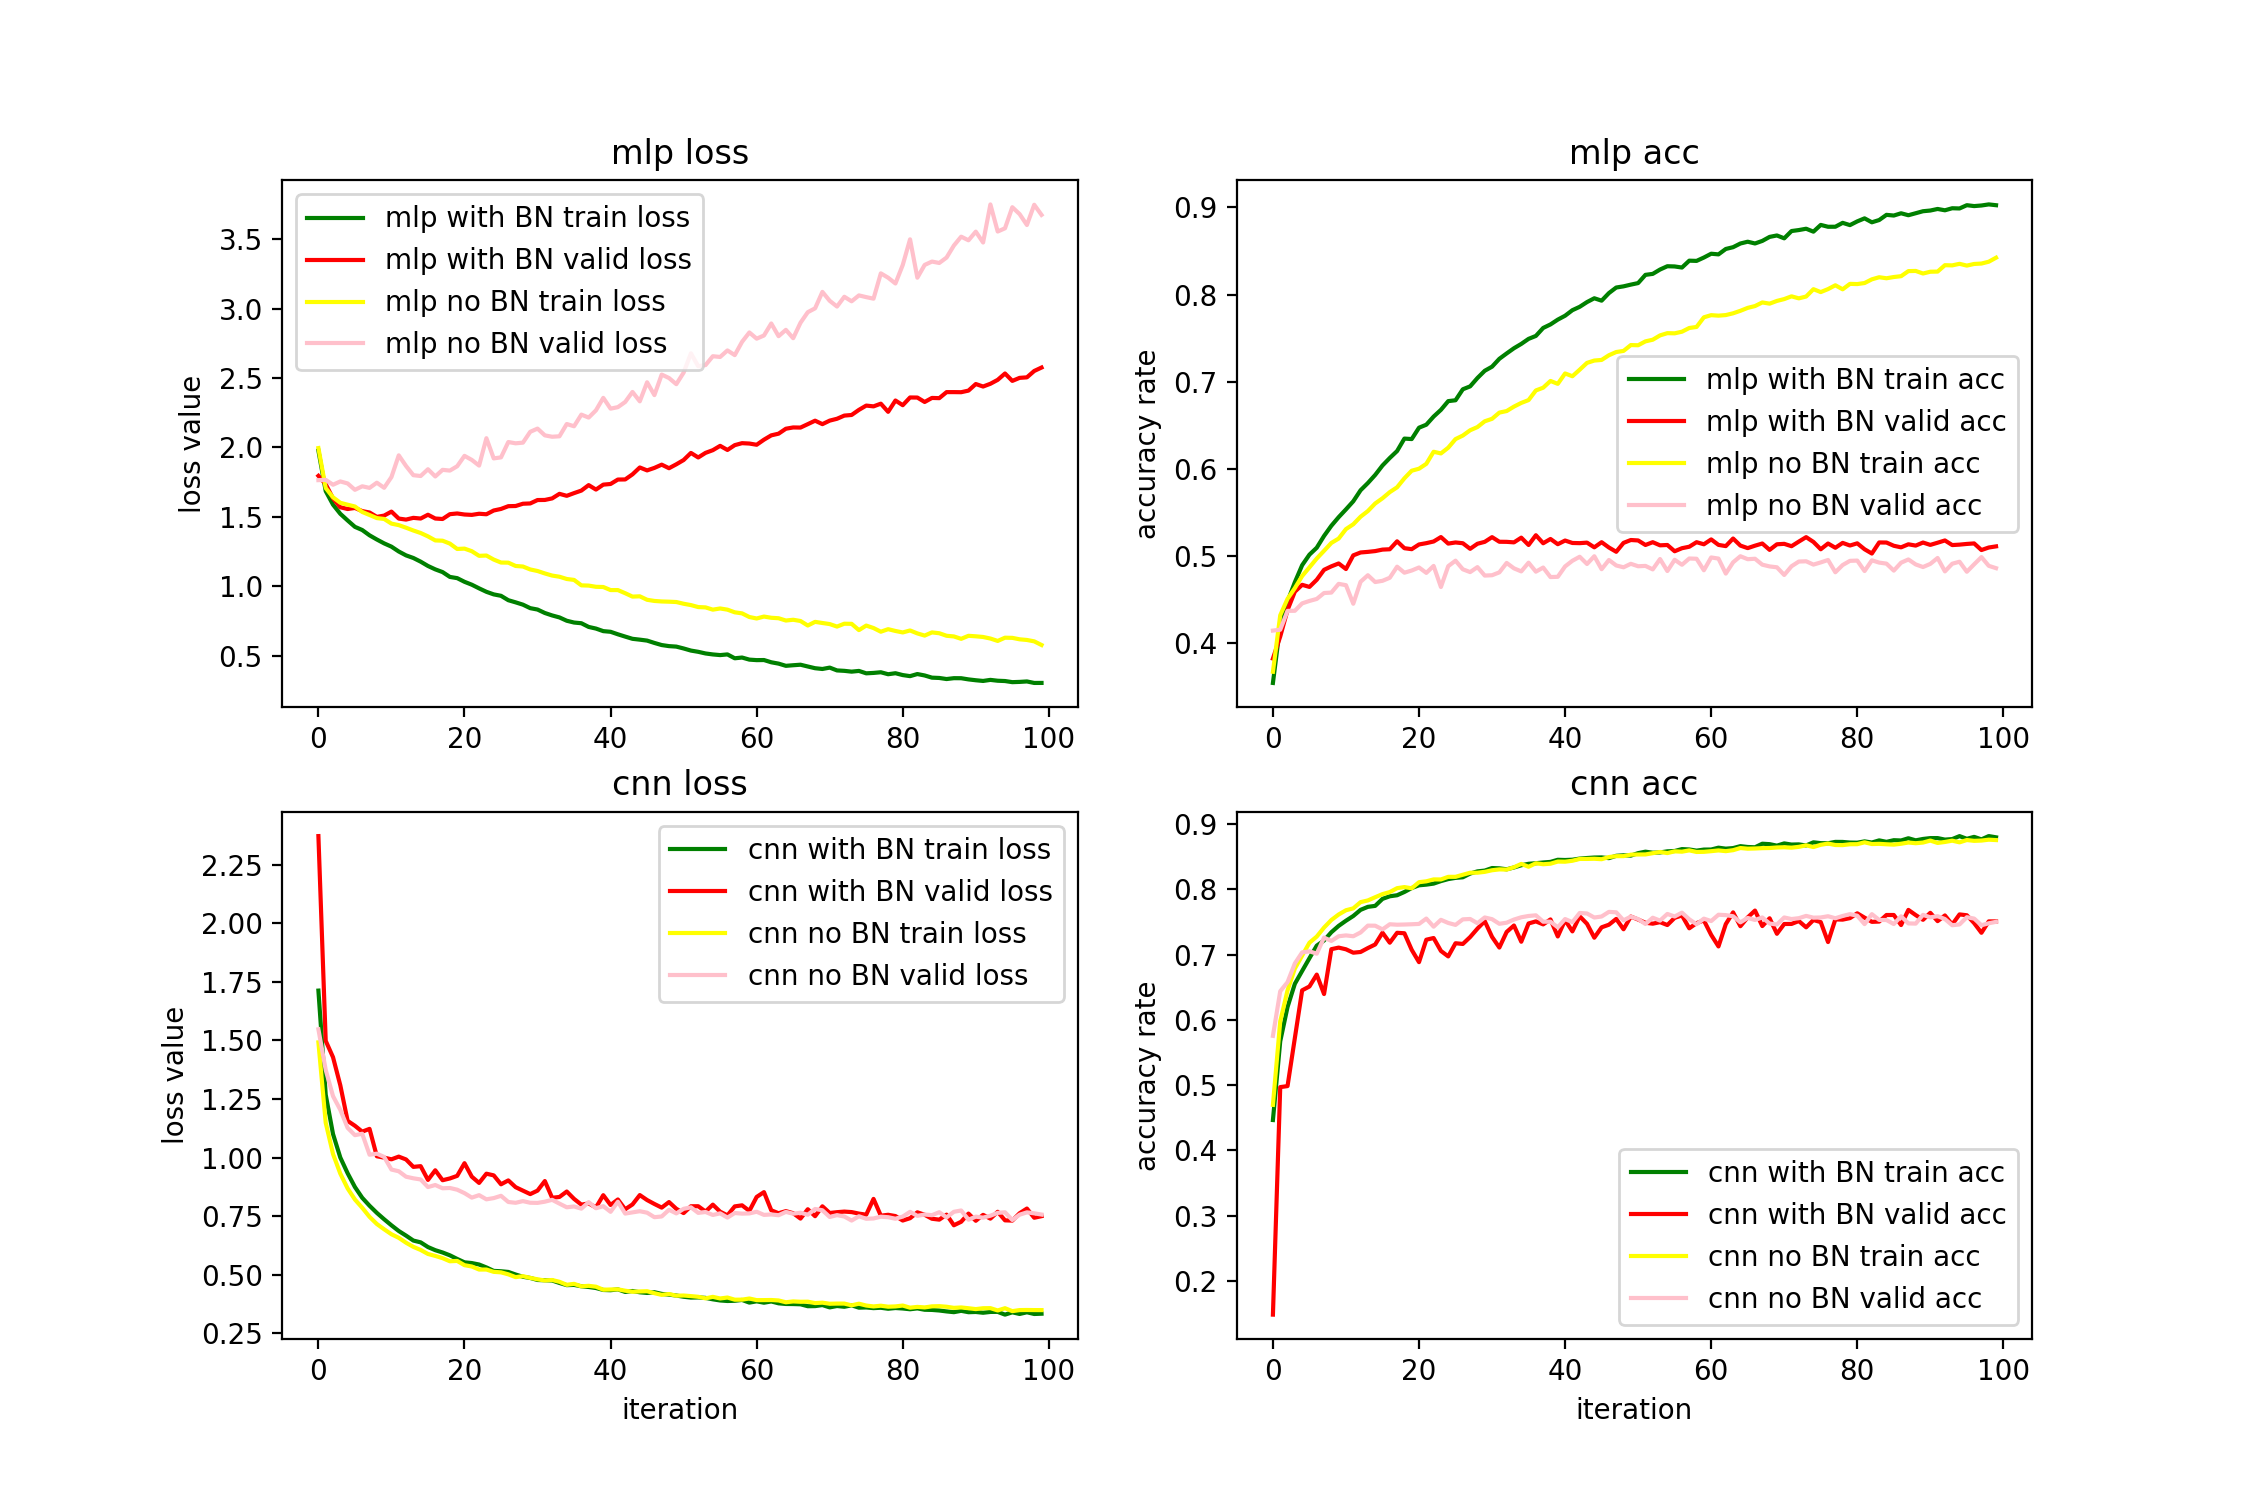 mlp loss
mlp with BN train loss
mlp with BN valid loss
mlp no BN train loss
mlp no BN valid loss
loss value
3.5
3.0
2.5
2.0
1.5
1.0
0.5
0 20 40 60 80 100
mlp acc
mlp with BN train acc
mlp with BN valid acc
mlp no BN train acc
mlp no BN valid acc
accuracy rate
0.9
0.8
0.7
0.6
0.5
0.4
0 20 40 60 80 100
cnn loss
cnn with BN train loss
cnn with BN valid loss
cnn no BN train loss
cnn no BN valid loss
loss value
2.25
2.00
1.75
1.50
1.25
1.00
0.75
0.50
0.25
0 20 40 60 80 100
iteration
cnn acc
cnn with BN train acc
cnn with BN valid acc
cnn no BN train acc
cnn no BN valid acc
accuracy rate
0.9
0.8
0.7
0.6
0.5
0.4
0.3
0.2
0 20 40 60 80 100
iteration